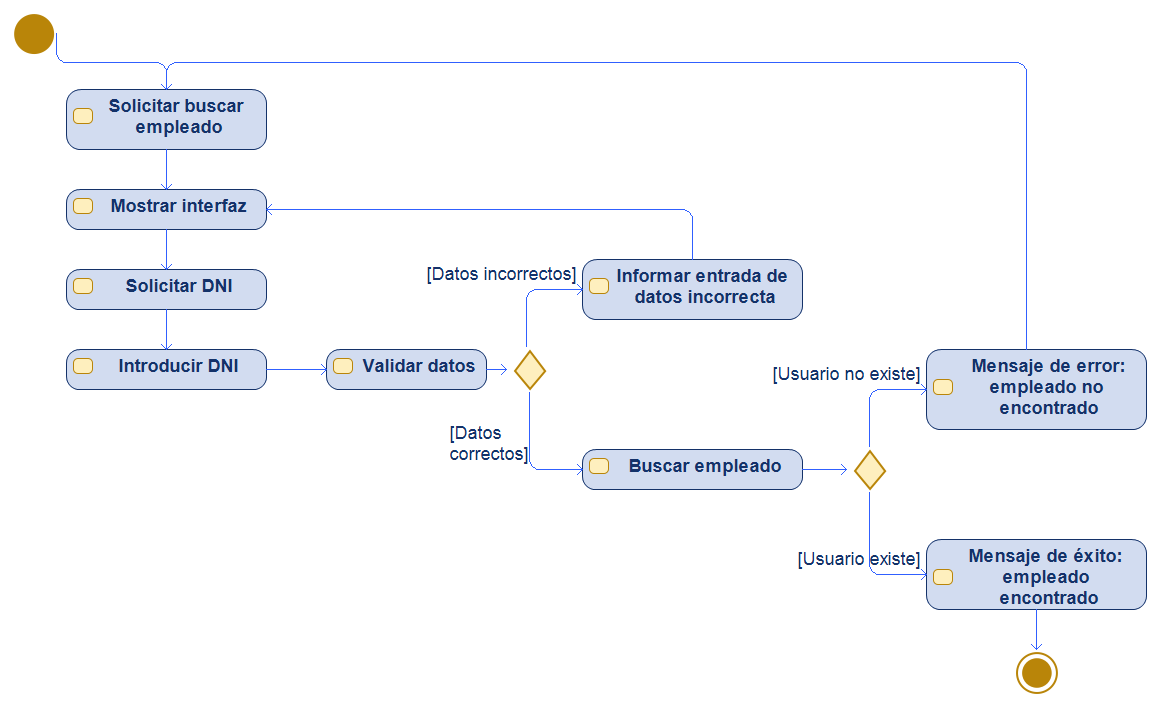 Solicitar buscar
empleado
Mostrar interfaz
Solicitar DNI
Introducir DNI
Validar datos
[Datos incorrectos]
Informar entrada de
datos incorrecta
[Datos
correctos]
Buscar empleado
[Usuario no existe]
Mensaje de error:
empleado no
encontrado
[Usuario existe]
Mensaje de éxito:
empleado
encontrado